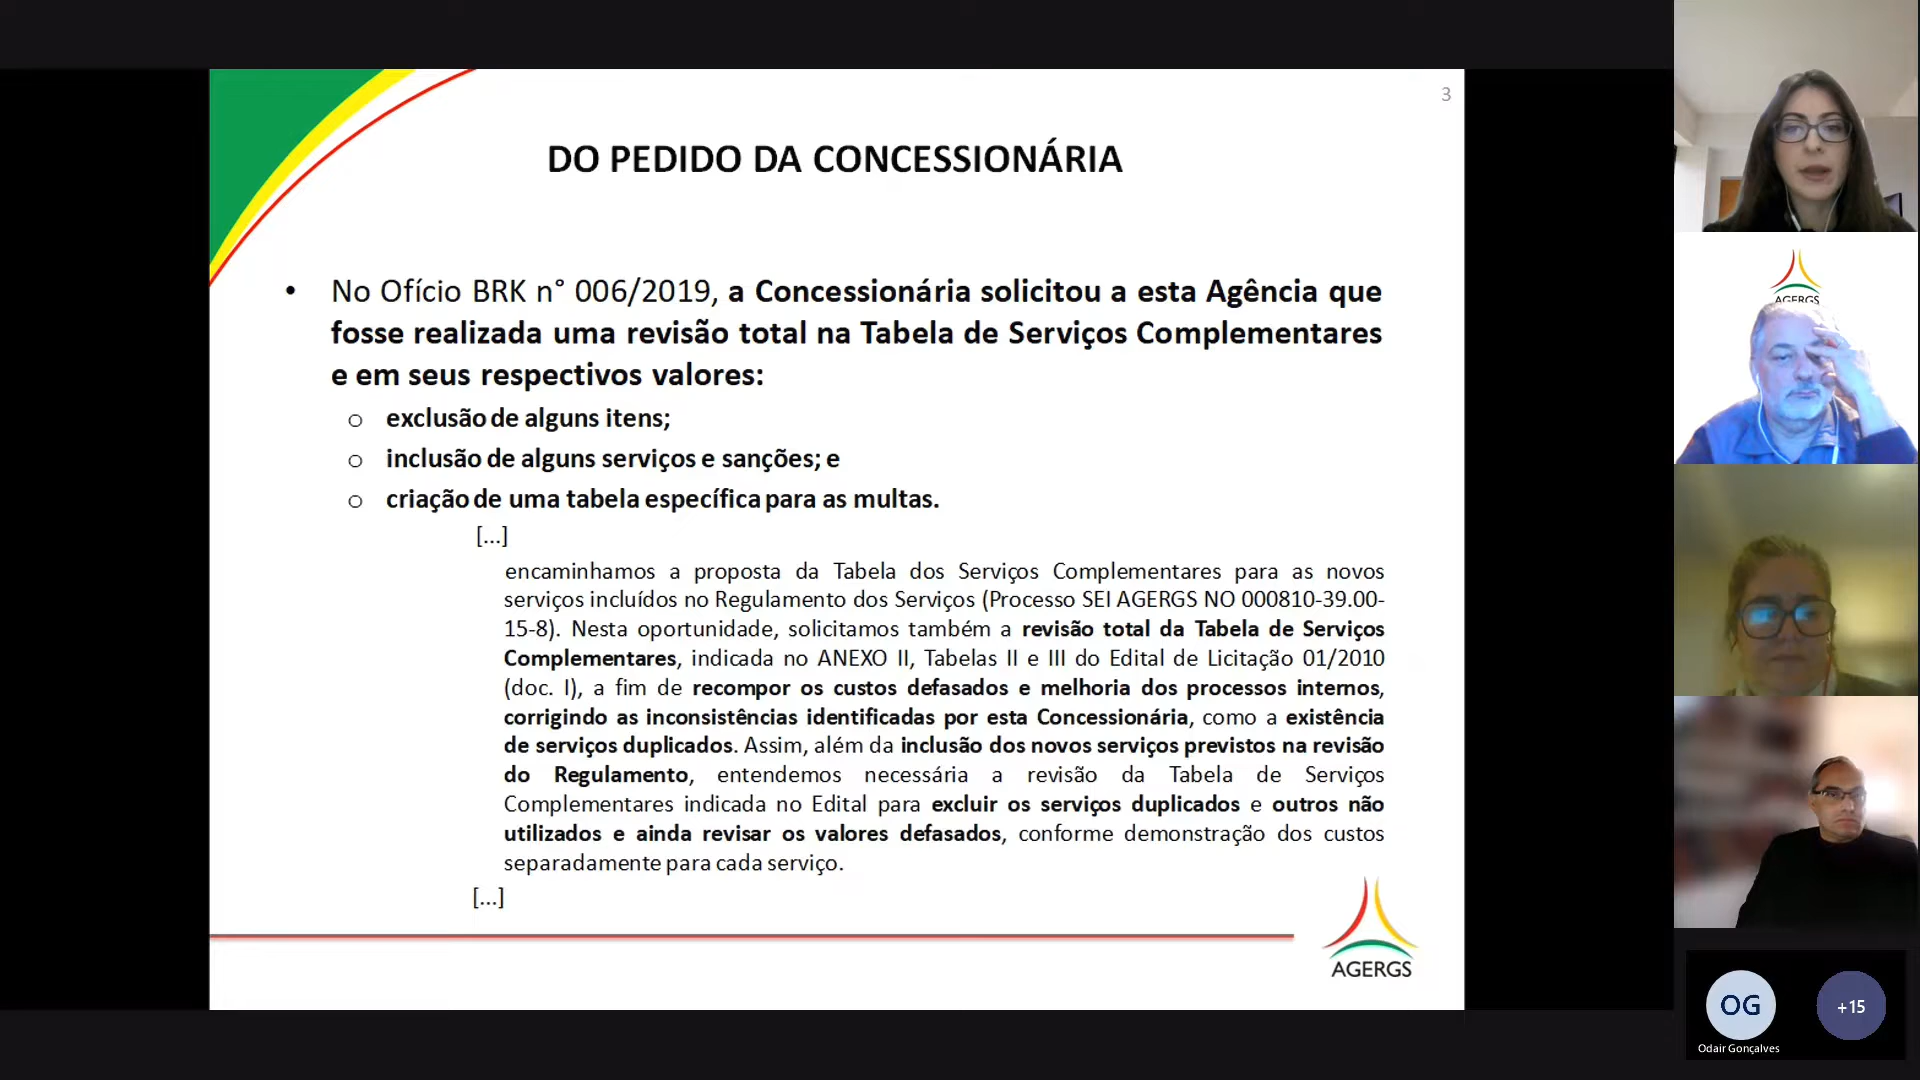 3
DO PEDIDO DA CONCESSIONÁRIA
• No Ofício BRK n° 006/2019, a Concessionária solicitou a esta Agência que
fosse realizada uma revisão total na Tabela de Serviços Complementares
e em seus respectivos valores:
o exclusão de alguns itens;
o inclusão de alguns serviços e sanções; e
o criação de uma tabela específica para as multas.
[...]
encaminhamos a proposta da Tabela dos Serviços Complementares para as novos
serviços incluídos no Regulamento dos Serviços (Processo SEI AGERGS NO 000810-39.00-
15-8). Nesta oportunidade, solicitamos também a revisão total da Tabela de Serviços
Complementares, indicada no ANEXO II, Tabelas II e III do Edital de Licitação 01/2010
(doc. I), a fim de recompor os custos defasados e melhoria dos processos internos,
corrigindo as inconsistências identificadas por esta Concessionária, como a existência
de serviços duplicados. Assim, além da inclusão dos novos serviços previstos na revisão
do Regulamento, entendemos necessária a revisão da Tabela de Serviços
Complementares indicada no Edital para excluir os serviços duplicados e outros não
utilizados e ainda revisar os valores defasados, conforme demonstração dos custos
separadamente para cada serviço.
[...]
AGERGS
AGERGS
OG
+15
Odair Gonçalves